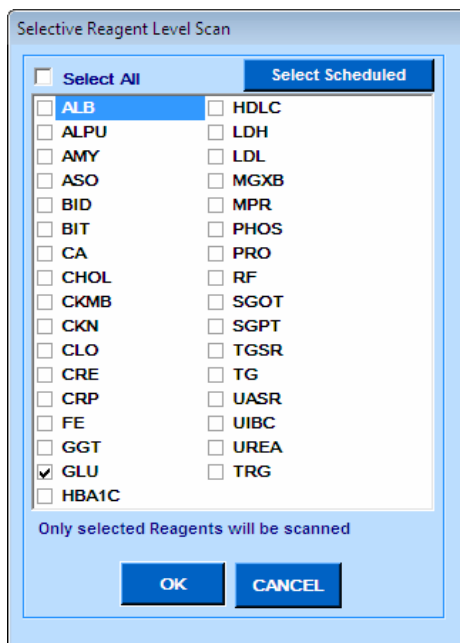 Selective Reagent Level Scan
Select All
Select Scheduled
ALB
ALPU
AMY
ASO
BID
BIT
CA
CHOL
CKMB
CKN
CLO
CRE
CRP
FE
GGT
GLU
HBA1C
HDLC
LDH
LDL
MGXB
MPR
PHOS
PRO
RF
SGOT
SGPT
TGSR
TG
UASR
UIBC
UREA
TRG
Only selected Reagents will be scanned
OK
CANCEL